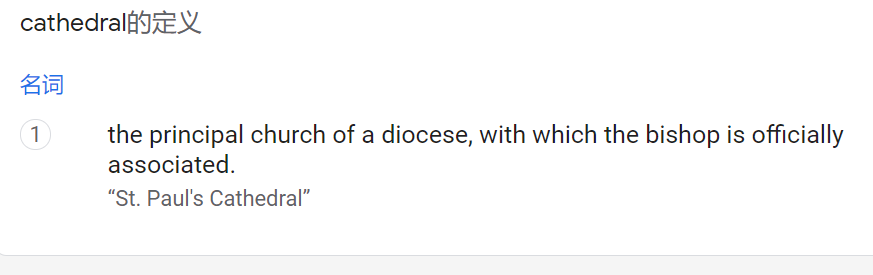 cathedral的定义
名词
1
the principal church of a diocese, with which the bishop is officially
associated.
“St. Paul's Cathedral”